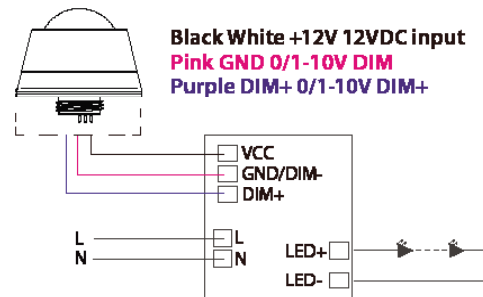 Black White +12V 12VDC input
Pink GND 0/1-10V DIM
Purple DIM+ 0/1-10V DIM+
VCC
GND/DIM-
DIM+
L
L
N
N
LED+
LED-